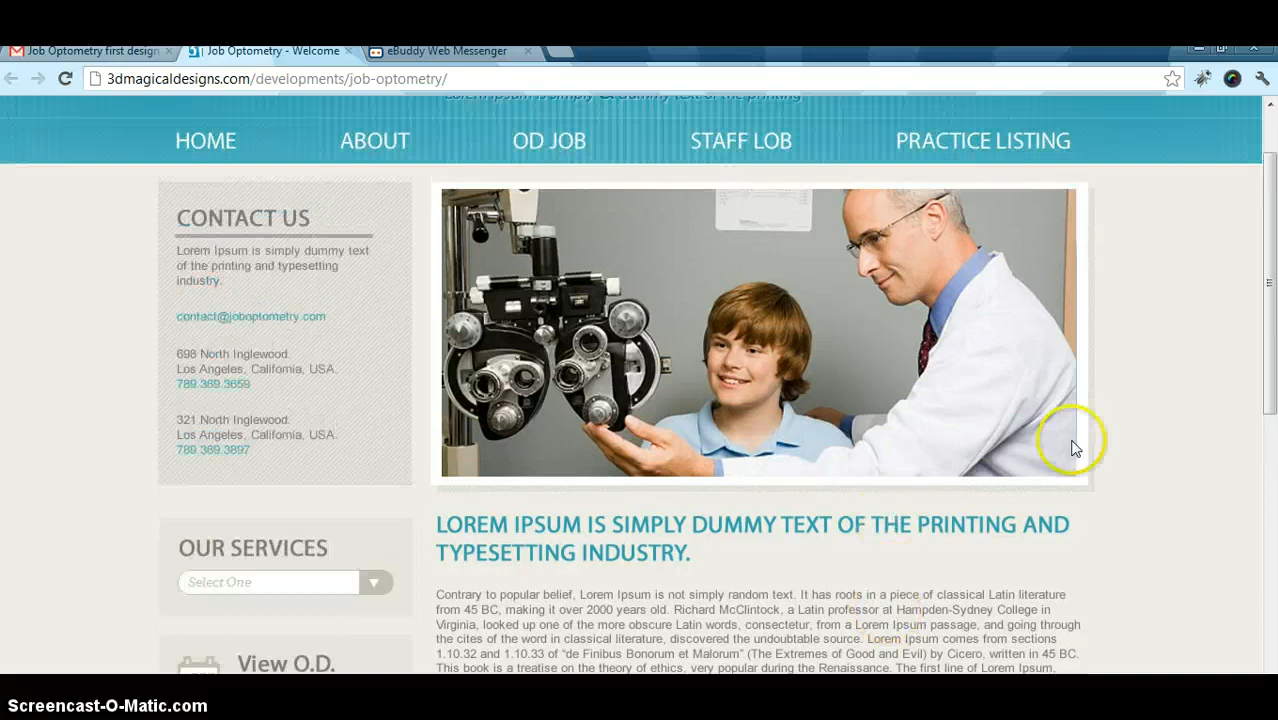 Job Optometry first design
Job Optometry - Welcome
eBuddy Web Messenger
3dmagicaldesigns.com/developments/job-optometry/
Lorem Ipsum is simply & dummy text of the printing
HOME
ABOUT
OD JOB
STAFF LOB
PRACTICE LISTING
CONTACT US
Lorem Ipsum is simply dummy text
of the printing and typesetting
industry.
contact@joboptometry.com
698 North Inglewood.
Los Angeles, California, USA.
789.369.3659
321 North Inglewood.
Los Angeles, California, USA.
789.369.3897
OUR SERVICES
Select One
View O.D.
LOREM IPSUM IS SIMPLY DUMMY TEXT OF THE PRINTING AND
TYPESETTING INDUSTRY.
Contrary to popular belief, Lorem Ipsum is not simply random text. It has roots in a piece of classical Latin literature
from 45 BC, making it over 2000 years old. Richard McClintock, a Latin professor at Hampden-Sydney College in
Virginia, looked up one of the more obscure Latin words, consectetur, from a Lorem Ipsum passage, and going through
the cites of the word in classical literature, discovered the undoubtable source. Lorem Ipsum comes from sections
1.10.32 and 1.10.33 of “de Finibus Bonorum et Malorum” (The Extremes of Good and Evil) by Cicero, written in 45 BC.
This book is a treatise on the theory of ethics, very popular during the Renaissance. The first line of Lorem Ipsum,
Screencast-O-Matic.com